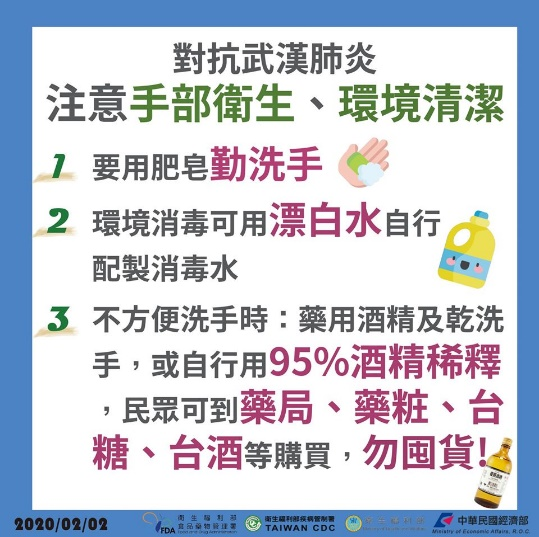 對抗武漢肺炎
注意手部衛生、環境清潔
1 要用肥皂勤洗手
2 環境消毒可用漂白水自行
配製消毒水
3 不方便洗手時：藥用酒精及乾洗
手，或自行用95%酒精稀釋
，民眾可到藥局、藥粧、台
糖、台酒等購買，勿囤貨!
2020/02/02
FDA 衛生福利部
食品藥物管理署
衛生福利部疾病管制署
TAIWAN CDC
中華民國經濟部
Ministry of Economic Affairs, R.O.C